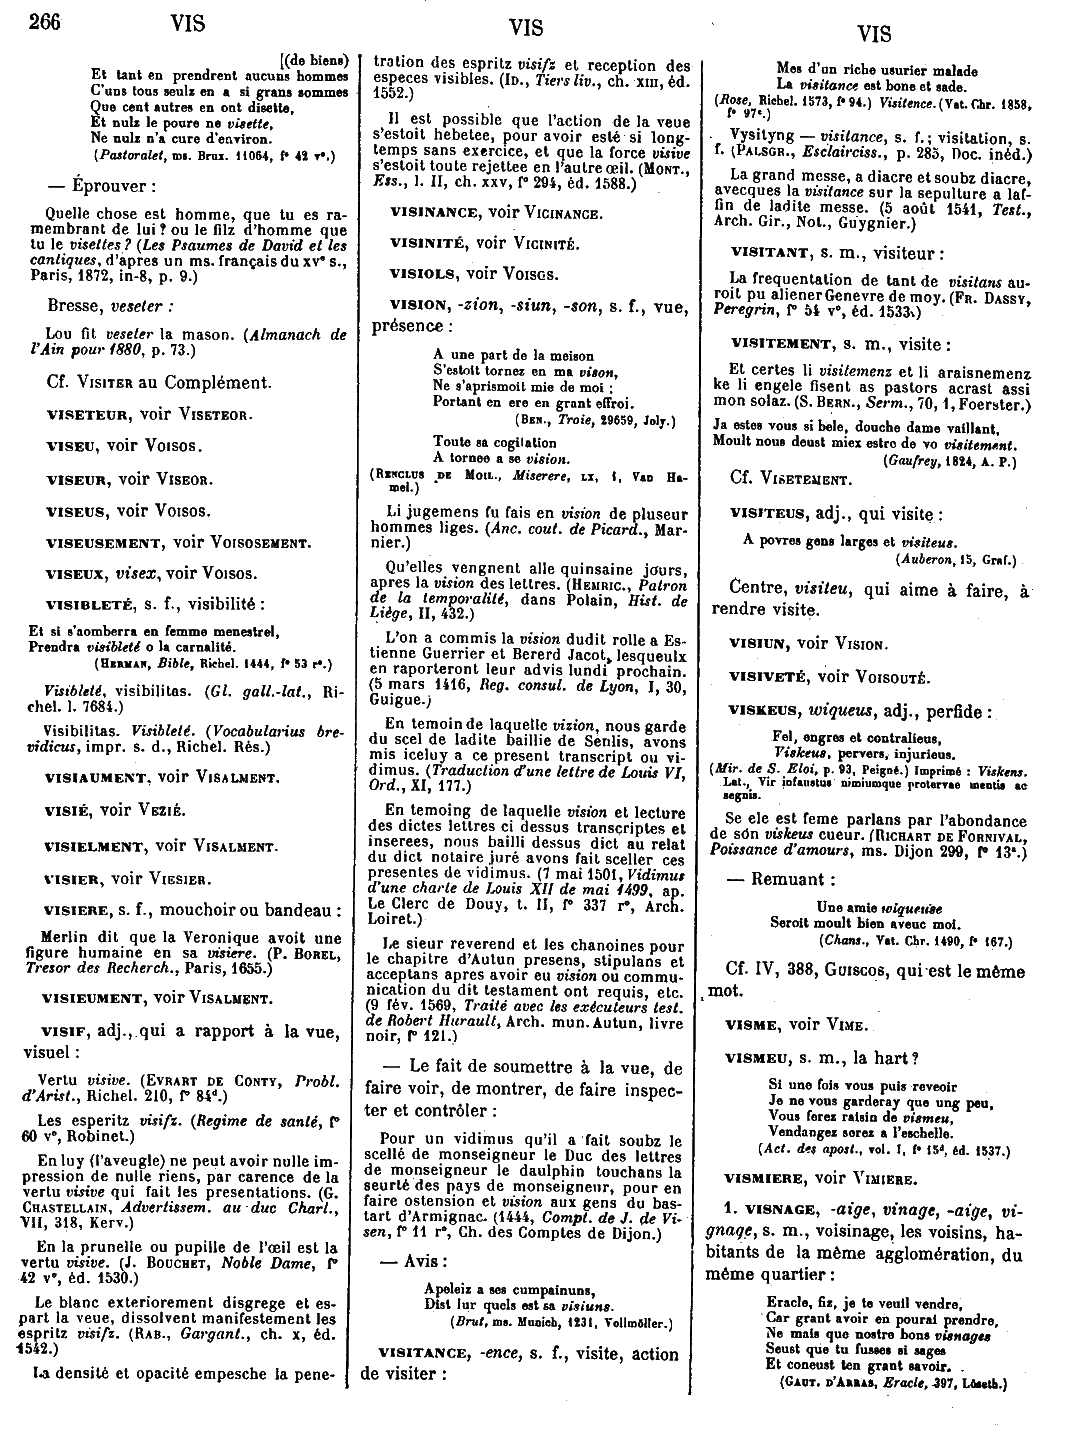 266 VIS VIS VIS
[(de biens)
Et tant en prendrent aucuns hommes
C'uns tous seulz en a si grans sommes
Que cent autres en ont disette,
Et nulz le poure ne visette,
Ne nulz n'a cure d'environ.
(Pastoralet, ms. Brux. 11064, f° 42 r°.)
— Éprouver :
Quelle chose est homme, que tu es ra-
membrant de lui? ou le filz d'homme que
tu le visettes? (Les Psaumes de David et les
cantiques, d'apres un ms. français du xv° s.,
Paris, 1872, in-8, p. 9.)
Bresse, veseter :
Lou fit veseter la mason. (Almanach de
l'Ain pour 1880, p. 73.)
Cf. VISITER au Complément.
VISETEUR, voir VISETEOR.
VISEU, voir VOISOS.
VISEUR, voir VISEOR.
VISEUS, voir VOISOS.
VISEUSEMENT, voir VOISOSEMENT.
VISEUX, visex, voir VOISOS.
VISIBLETÉ, s. f., visibilité :
Et si s'aomberra en femme menestrel,
Prendra visibleté o la carnalité.
(HERMAN, Bible, Richel. 1444, f° 53 r°.)
Visibleté, visibilitas. (Gl. gall.-lat., Ri-
chel. l. 7684.)
Visibilitas. Visibleté. (Vocabularius bre-
vidicus, impr. s. d., Richel. Rés.)
VISIAUMENT, voir VISALMENT.
VISIÉ, voir VEZIÉ.
VISIELMENT, voir VISALMENT.
VISIER, voir VIESIER.
VISIERE, s. f., mouchoir ou bandeau :
Merlin dit que la Veronique avoit une
figure humaine en sa visiere. (P. BOREL,
Tresor des Recherch., Paris, 1655.)
VISIEUMENT, voir VISALMENT.
VISIF, adj., qui a rapport à la vue,
visuel :
Vertu visive. (EVRART DE CONTY, Probl.
d'Arist., Richel. 210, f° 84d.)
Les esperitz visifz. (Regime de santé, f°
60 v°, Robinet.)
En luy (l'aveugle) ne peut avoir nulle im-
pression de nulle riens, par carence de la
vertu visive qui fait les presentations. (G.
CHASTELLAIN, Advertissem. au duc Charl.,
VII, 318, Kerv.)
En la prunelle ou pupille de l'œil est la
vertu visive. (J. BOUCHET, Noble Dame, f°
42 v°, éd. 1530.)
Le blanc exteriorement disgrege et es-
part la veue, dissolvent manifestement les
espritz visifz. (RAB., Gargant., ch. x, éd.
1542.)
La densité et opacité empesche la pene-
tration des espritz visifz et reception des
especes visibles. (ID., Tiers liv., ch. XIII, éd.
1552.)
Il est possible que l'action de la veue
s'estoit hebetee, pour avoir esté si long-
temps sans exercice, et que la force visive
s'estoit toute rejettee en l'autre œil. (MONT.,
Ess., l. II, ch. xxv, f° 294, éd. 1588.)
VISINANCE, voir VICINANCE.
VISINITÉ, voir VICINITÉ.
VISIOLS, voir VOISOS.
VISION, -zion, -siun, -son, s. f., vue,
présence :
A une part de la meison
S'estoit tornez en ma vison,
Ne s'aprismoit mie de moi ;
Portant en ere en grant effroi.
(BEN., Troie, 29659, Joly.)
Toute sa cogitation
A tornee a se vision.
(RENCLUS DE MOIL., Miserere, LX, 1, Van Ha-
mel.)
Li jugemens fu fais en vision de pluseur
hommes liges. (Anc. cout. de Picard., Mar-
nier.)
Qu'elles vengnent alle quinsaine jours,
apres la vision des lettres. (HEMRIC., Patron
de la temporalité, dans Polain, Hist. de
Liège, II, 432.)
L'on a commis la vision dudit rolle a Es-
tienne Guerrier et Bererd Jacot, lesqueulx
en raporteront leur advis lundi prochain.
(5 mars 1416, Reg. consul. de Lyon, I, 30,
Guigue.)
En temoin de laquelle vizion, nous garde
du scel de ladite baillie de Senlis, avons
mis iceluy a ce present transcript ou vi-
dimus. (Traduction d'une lettre de Louis VI,
Ord., XI, 177.)
En temoing de laquelle vision et lecture
des dictes lettres ci dessus transcriptes et
inserees, nous bailli dessus dict au relat
du dict notaire juré avons fait sceller ces
presentes de vidimus. (7 mai 1501, Vidimus
d'une charte de Louis XII de mai 1499, ap.
Le Clerc de Douy, t. II, f° 337 r°, Arch.
Loiret.)
Le sieur reverend et les chanoines pour
le chapitre d'Autun presens, stipulans et
acceptans apres avoir eu vision ou commu-
nication du dit testament ont requis, etc.
(9 fév. 1569, Traité avec les exécuteurs test.
de Robert Hurault, Arch. mun. Autun, livre
noir, f° 121.)
— Le fait de soumettre à la vue, de
faire voir, de montrer, de faire inspec-
ter et contrôler :
Pour un vidimus qu'il a fait soubz le
scellé de monseigneur le Duc des lettres
de monseigneur le daulphin touchans la
seurté des pays de monseigneur, pour en
faire ostension et vision aux gens du bas-
tart d'Armignac. (1444, Compt. de J. de Vi-
sen, f° 11 r°, Ch. des Comptes de Dijon.)
— Avis :
Apeleiz a ses cumpainuns,
Dist lur quels est sa visiuns.
(Brut, ms. Munich, 1231, Vollmöller.)
VISITANCE, -ence, s. f., visite, action
de visiter :
Mes d'un riche usurier malade
La visitance est bone et sade.
(Rose, Richel. 1573, f° 94.) Visitence. (Vat. Chr. 1858,
f° 97c.)
Vysityng — visitance, s. f.; visitation, s.
f. (PALSGR., Esclairciss., p. 285, Doc. inéd.)
La grand messe, a diacre et soubz diacre,
avecques la visitance sur la sepulture a laf-
fin de ladite messe. (5 août 1541, Test.,
Arch. Gir., Not., Guygnier.)
VISITANT, s. m., visiteur :
La frequentation de tant de visitans au-
roit pu aliener Genevre de moy. (FR. DASSY,
Peregrin, f° 54 v°, éd. 1533.)
VISITEMENT, s. m., visite :
Et certes li visitemenz et li araisnemenz
ke li engele fisent as pastors acrast assi
mon solaz. (S. BERN., Serm., 70, 1, Foerster.)
Ja estes vous si bele, douche dame vaillant,
Moult nous deust miex estre de vo visitement.
(Gaufrey, 1824, A. P.)
Cf. VISETEMENT.
VISITEUS, adj., qui visite :
A povres gens larges et visiteus.
(Auberon, 15, Graf.)
Centre, visiteu, qui aime à faire, à
rendre visite.
VISIUN, voir VISION.
VISIVETÉ, voir VOISOUTÉ.
VISKEUS, wiqueus, adj., perfide :
Fel, engres et contralieus,
Viskeus, pervers, injurieus.
(Mir. de S. Eloi, p. 93, Peigné.) Imprimé : Viskens.
Lat., Vir infaustus nimiumque protervae mentis ac
segnis.
Se ele est feme parlans par l'abondance
de són viskeus cueur. (RICHART DE FORNIVAL,
Poissance d'amours, ms. Dijon 299, f° 13a.)
— Remuant :
Une amie wiqueuse
Seroit moult bien aveuc moi.
(Chans., Vat. Chr. 1490, f° 167.)
Cf. IV, 388, GUISCOS, qui est le même
mot.
VISME, voir VIME.
VISMEU, s. m., la hart ?
Si une fois vous puis reveoir
Je ne vous garderay que ung peu,
Vous ferez raisin de vismeu,
Vendangez serez a l'eschelle.
(Act. des apost., vol. I, f° 15d, éd. 1537.)
VISMIERE, voir VIMIERE.
1. VISNAGE, -aige, vinage, -aige, vi-
gnage, s. m., voisinage, les voisins, ha-
bitants de la même agglomération, du
même quartier :
Eracle, fiz, je te veuil vendre,
Car grant avoir en pourai prendre,
Ne mais que nostre bons visnages
Seust que tu fusses si sages
Et coneust ten grant savoir.
(GAUT. D'ARRAS, Eracle, 397, Löseth.)